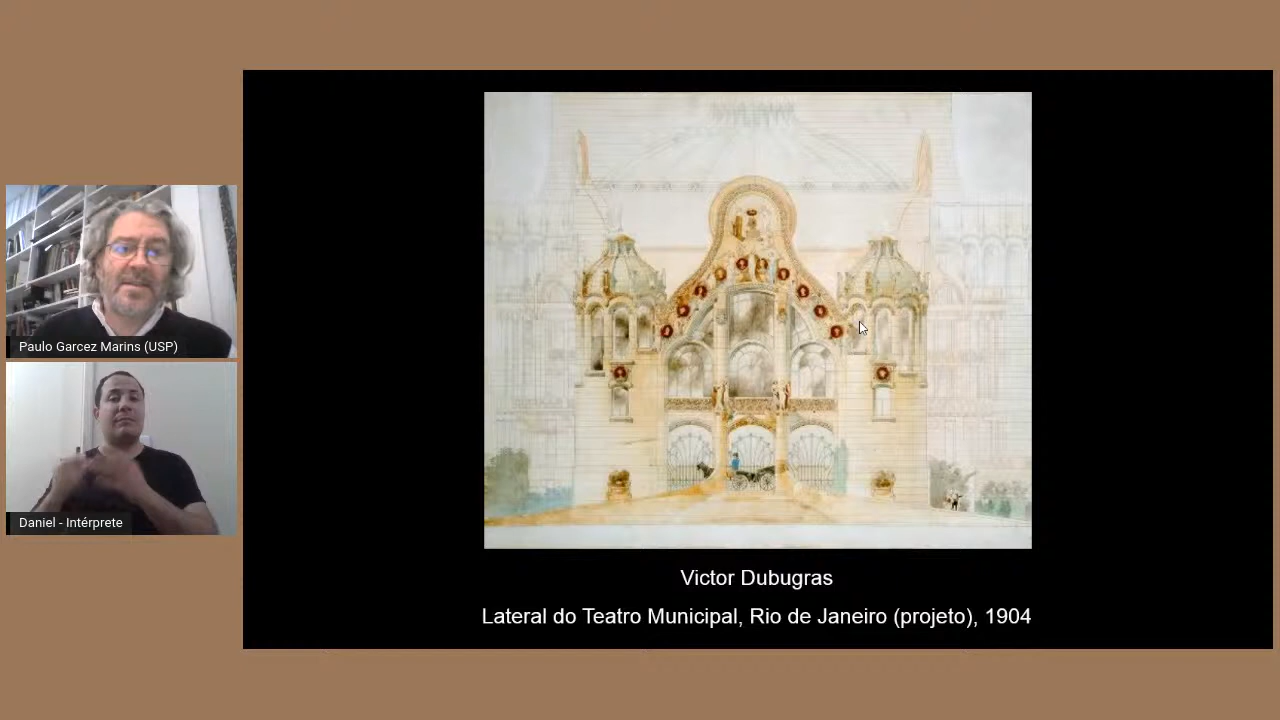 Paulo Garcez Marins (USP)
Daniel - Intérprete
Victor Dubugras
Lateral do Teatro Municipal, Rio de Janeiro (projeto), 1904